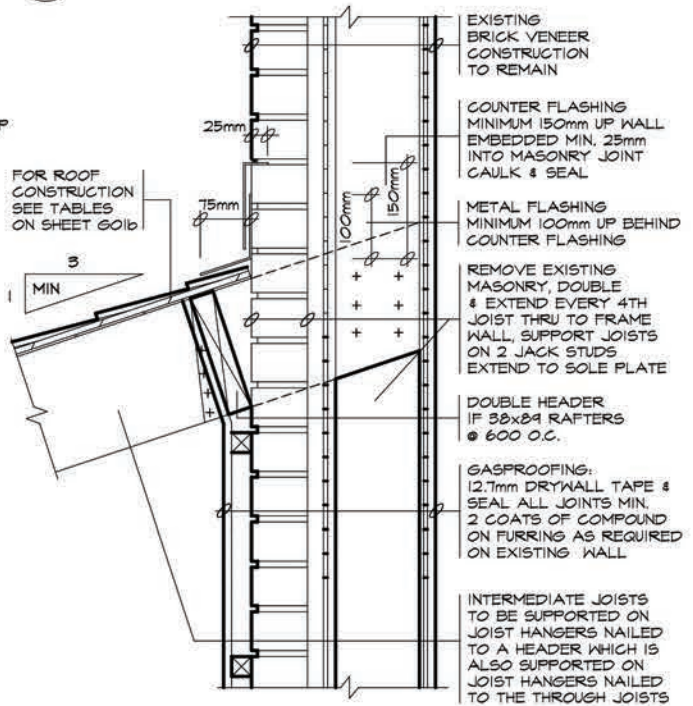 EXISTING
BRICK VENEER
CONSTRUCTION
TO REMAIN
COUNTER FLASHING
MINIMUM 150mm UP WALL
EMBEDDED MIN. 25mm
INTO MASONRY JOINT
CAULK & SEAL
METAL FLASHING
MINIMUM 100mm UP BEHIND
COUNTER FLASHING
REMOVE EXISTING
MASONRY, DOUBLE
& EXTEND EVERY 4TH
JOIST THRU TO FRAME
WALL, SUPPORT JOISTS
ON 2 JACK STUDS
EXTEND TO SOLE PLATE
DOUBLE HEADER
IF 38x89 RAFTERS
@ 600 O.C.
GASPROOFING:
12.7mm DRYWALL TAPE &
SEAL ALL JOINTS MIN.
2 COATS OF COMPOUND
ON FURRING AS REQUIRED
ON EXISTING WALL
INTERMEDIATE JOISTS
TO BE SUPPORTED ON
JOIST HANGERS NAILED
TO A HEADER WHICH IS
ALSO SUPPORTED ON
JOIST HANGERS NAILED
TO THE THROUGH JOISTS
FOR ROOF
CONSTRUCTION
SEE TABLES
ON SHEET G01b
25mm
75mm
100mm
150mm
3
1
MIN